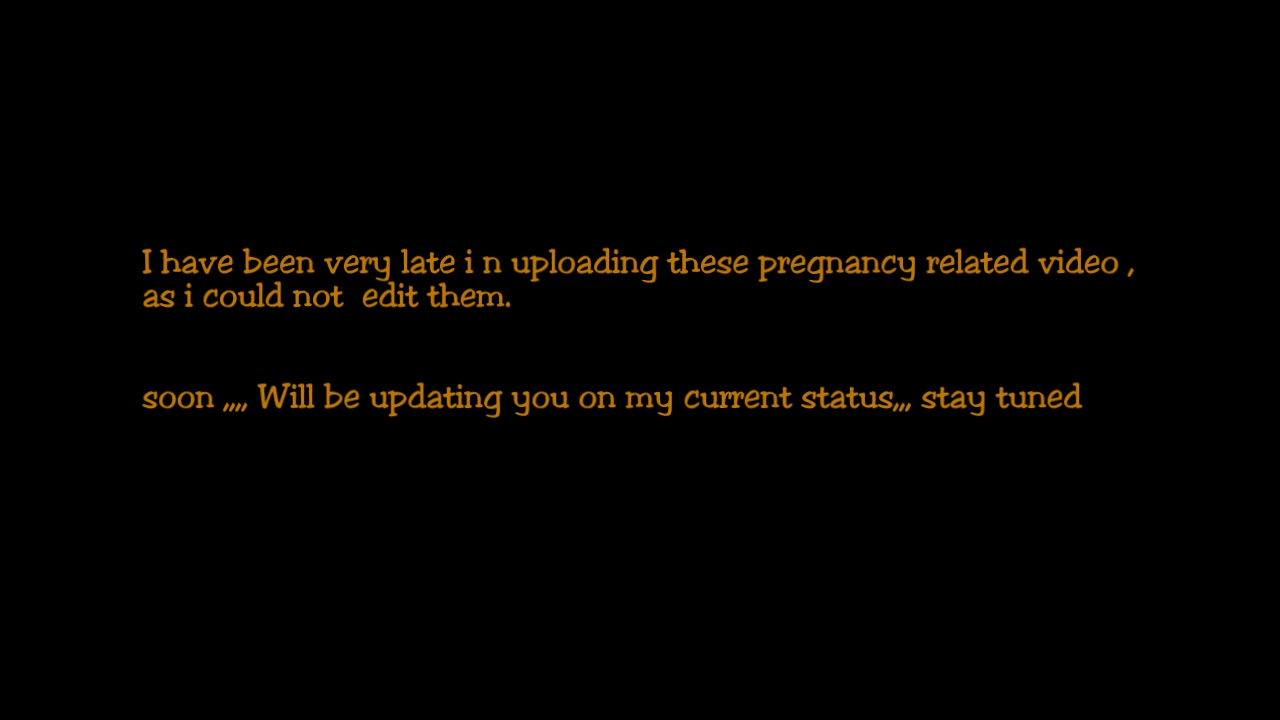 I have been very late i n uploading these pregnancy related video ,
as i could not  edit them.
soon ,,,, Will be updating you on my current status,,, stay tuned